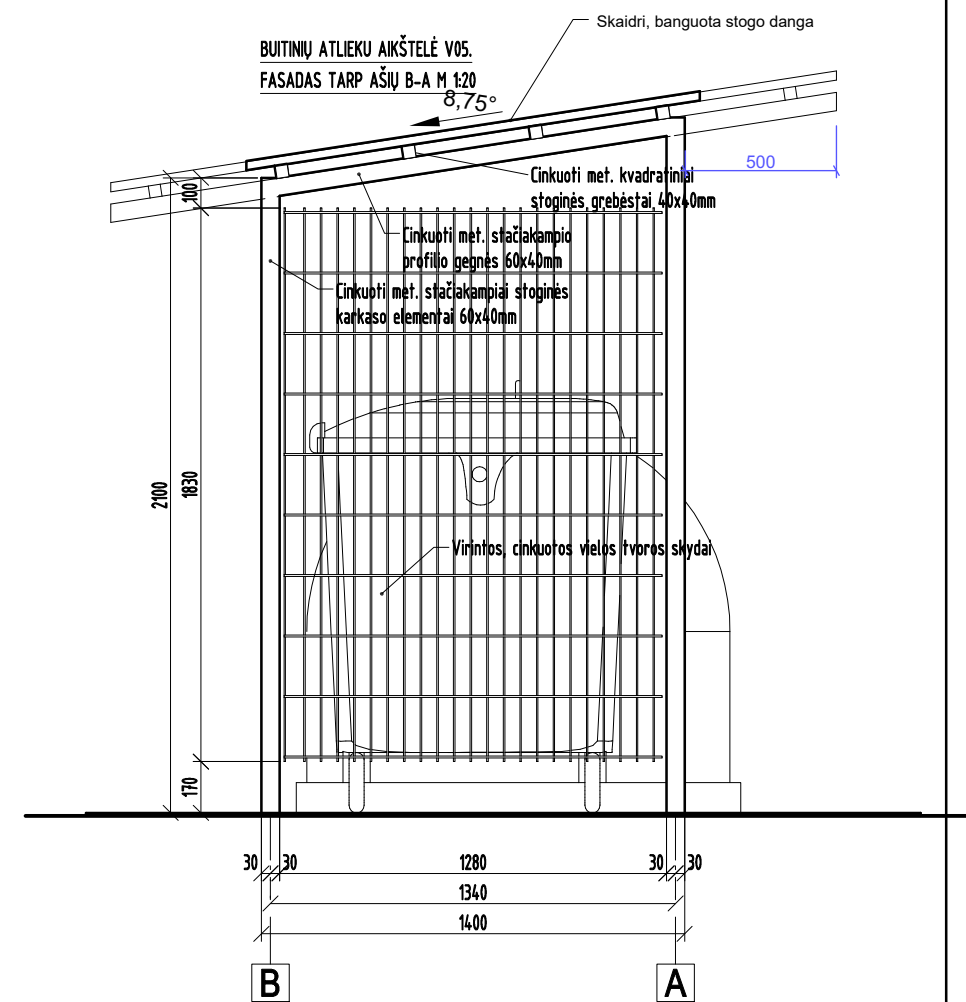 Skaidri, banguota stogo danga
BUITINIŲ ATLIEKU AIKŠTELĖ V05.
FASADAS TARP AŠIŲ B-A M 1:20
8,75°
500
Cinkuoti met. kvadratiniai
stoginės grebėstai 40x40mm
100
Cinkuoti met. stačiakampio
profilio gegnės 60x40mm
Cinkuoti met. stačiakampiai stoginės
karkaso elementai 60x40mm
2100
1830
Virintos, cinkuotos vielos tvoros skydai
170
30 30 1280 30 30
1340
1400
B A